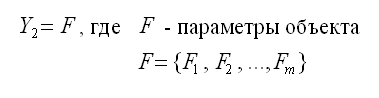 Y₂= F , где F - параметры объекта
F= {F₁ , F₂ , ...,Fₘ}